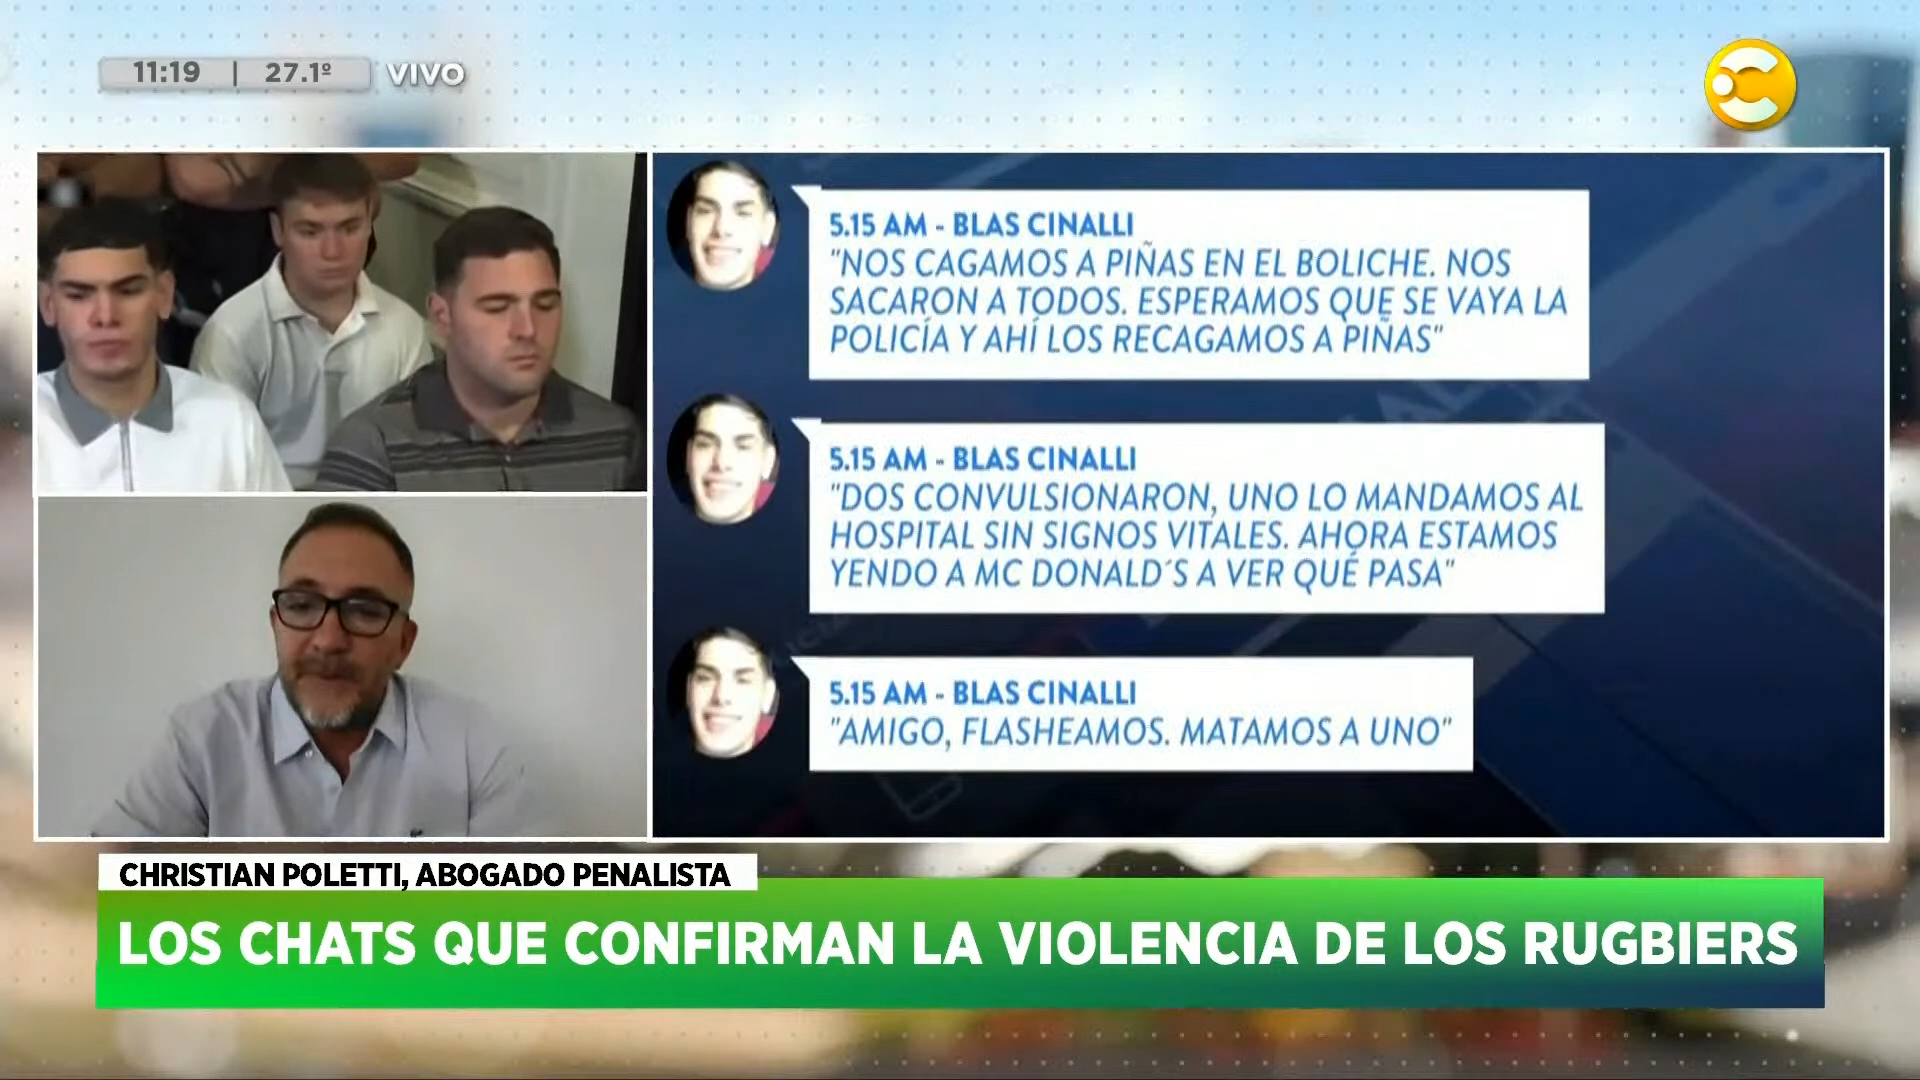 11:19 | 27.1º VIVO
5.15 AM - BLAS CINALLI
"NOS CAGAMOS A PIÑAS EN EL BOLICHE. NOS
SACARON A TODOS. ESPERAMOS QUE SE VAYA LA
POLICÍA Y AHÍ LOS RECAGAMOS A PIÑAS"
5.15 AM - BLAS CINALLI
"DOS CONVULSIONARON, UNO LO MANDAMOS AL
HOSPITAL SIN SIGNOS VITALES. AHORA ESTAMOS
YENDO A MC DONALD´S A VER QUÉ PASA"
5.15 AM - BLAS CINALLI
"AMIGO, FLASHEAMOS. MATAMOS A UNO"
CHRISTIAN POLETTI, ABOGADO PENALISTA
LOS CHATS QUE CONFIRMAN LA VIOLENCIA DE LOS RUGBIERS